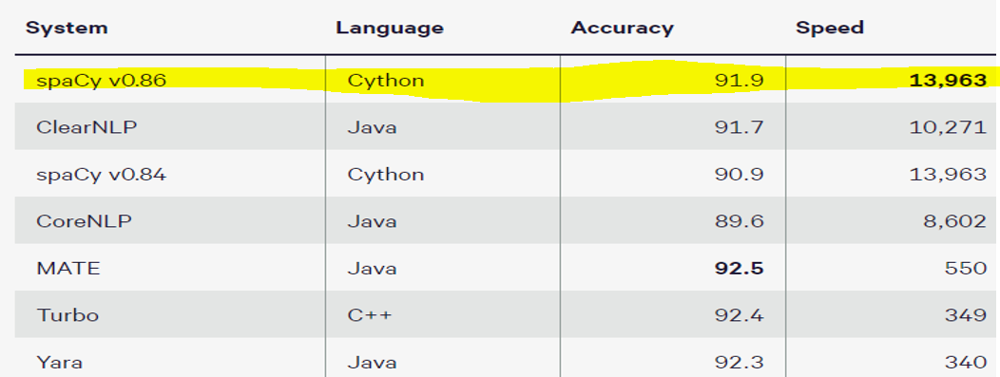 System Language Accuracy Speed
spaCy v0.86 Cython 91.9 13,963
ClearNLP Java 91.7 10,271
spaCy v0.84 Cython 90.9 13,963
CoreNLP Java 89.6 8,602
MATE Java 92.5 550
Turbo C++ 92.4 349
Yara Java 92.3 340